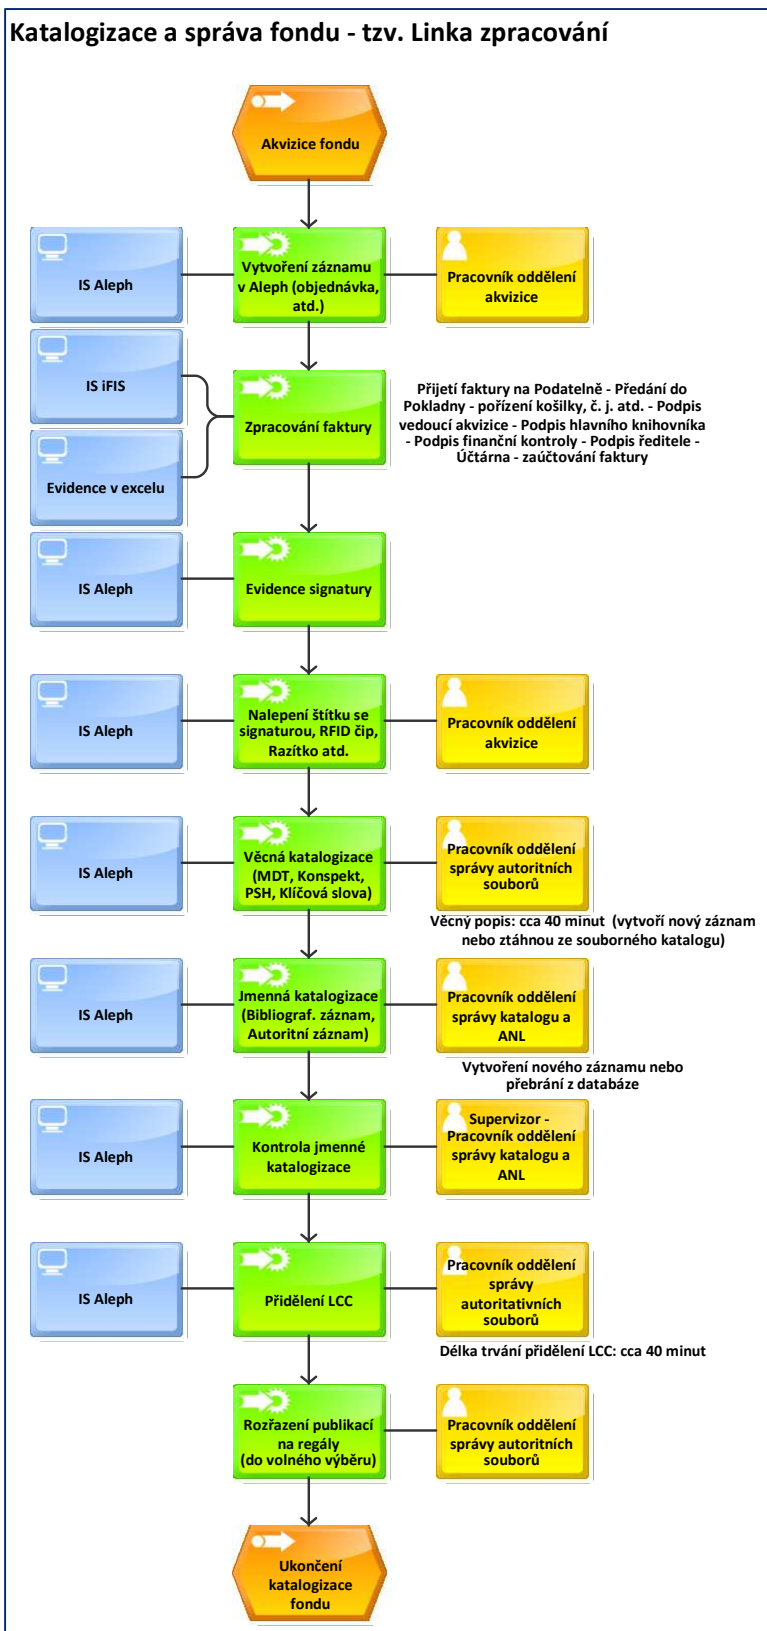 Katalogizace a správa fondu - tzv. Linka zpracování
Akvizice fondu
IS Aleph
Vytvoření záznamu
v Aleph (objednávka,
atd.)
Pracovník oddělení
akvizice
IS iFIS
Evidence v excelu
Zpracování faktury
Přijetí faktury na Podatelně - Předání do
Pokladny - pořízení košilky, č. j. atd. - Podpis
vedoucí akvizice - Podpis hlavního knihovníka
- Podpis finanční kontroly - Podpis ředitele -
Účtárna - zaúčtování faktury
IS Aleph
Evidence signatury
IS Aleph
Nalepení štítku se
signaturou, RFID čip,
Razítko atd.
Pracovník oddělení
akvizice
IS Aleph
Věcná katalogizace
(MDT, Konspekt,
PSH, Klíčová slova)
Pracovník oddělení
správy autoritních
souborů
Věcný popis: cca 40 minut (vytvoří nový záznam
nebo ztáhnou ze souborného katalogu)
IS Aleph
Jmenná katalogizace
(Bibliograf. záznam,
Autoritní záznam)
Pracovník oddělení
správy katalogu a
ANL
Vytvoření nového záznamu nebo
přebrání z databáze
IS Aleph
Kontrola jmenné
katalogizace
Supervizor -
Pracovník oddělení
správy katalogu a
ANL
IS Aleph
Přidělení LCC
Pracovník oddělení
správy
autoritativních
souborů
Délka trvání přidělení LCC: cca 40 minut
Rozřazení publikací
na regály
(do volného výběru)
Pracovník oddělení
správy autoritních
souborů
Ukončení
katalogizace
fondu